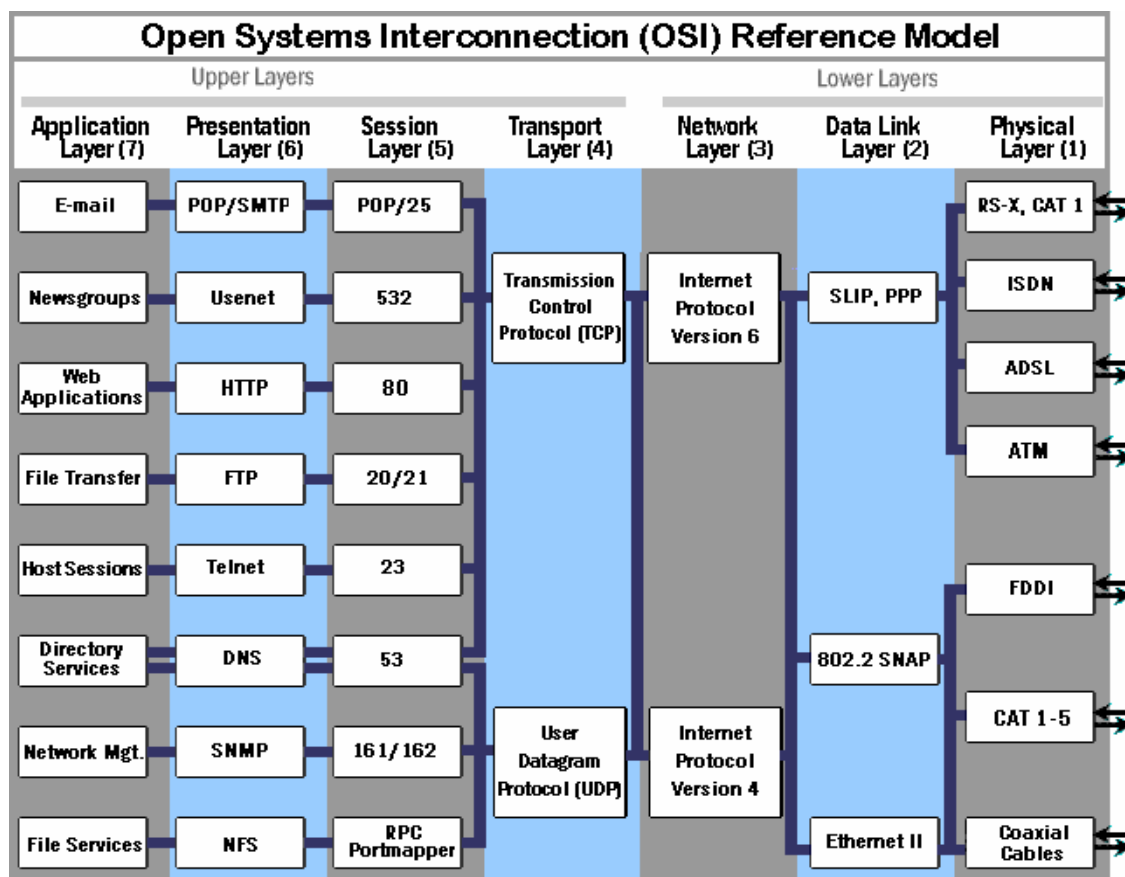 Open Systems Interconnection (OSI) Reference Model
Upper Layers
Lower Layers
Application
Layer (7)
Presentation
Layer (6)
Session
Layer (5)
Transport
Layer (4)
Network
Layer (3)
Data Link
Layer (2)
Physical
Layer (1)
E-mail
POP/SMTP
POP/25
RS-X, CAT 1
Newsgroups
Usenet
532
Transmission
Control
Protocol (TCP)
Internet
Protocol
Version 6
SLIP, PPP
ISDN
Web
Applications
HTTP
80
ADSL
File Transfer
FTP
20/21
ATM
Host Sessions
Telnet
23
FDDI
Directory
Services
DNS
53
802.2 SNAP
Network Mgt.
SNMP
161/162
User
Datagram
Protocol (UDP)
Internet
Protocol
Version 4
CAT 1-5
File Services
NFS
RPC
Portmapper
Ethernet II
Coaxial
Cables